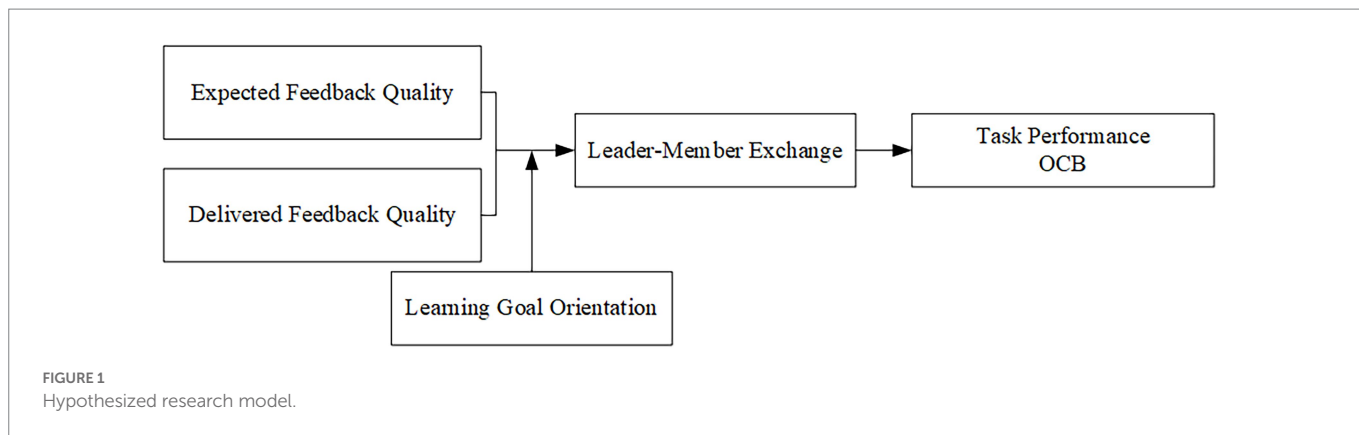 Expected Feedback Quality
Delivered Feedback Quality
Learning Goal Orientation
Leader-Member Exchange
Task Performance
OCB
FIGURE 1
Hypothesized research model.